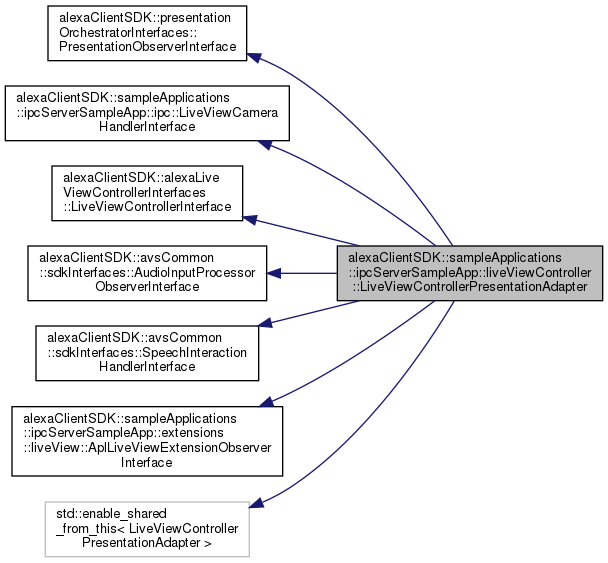 alexaClientSDK::presentation
OrchestratorInterfaces::
PresentationObserverInterface
alexaClientSDK::sampleApplications
::ipcServerSampleApp::ipc::LiveViewCamera
HandlerInterface
alexaClientSDK::alexaLive
ViewControllerInterfaces
::LiveViewControllerInterface
alexaClientSDK::avsCommon
::sdkInterfaces::AudioInputProcessor
ObserverInterface
alexaClientSDK::avsCommon
::sdkInterfaces::SpeechInteraction
HandlerInterface
alexaClientSDK::sampleApplications
::ipcServerSampleApp::extensions
::liveView::AplLiveViewExtensionObserver
Interface
std::enable_shared
_from_this< LiveViewController
PresentationAdapter >
alexaClientSDK::sampleApplications
::ipcServerSampleApp::liveViewController
::LiveViewControllerPresentationAdapter